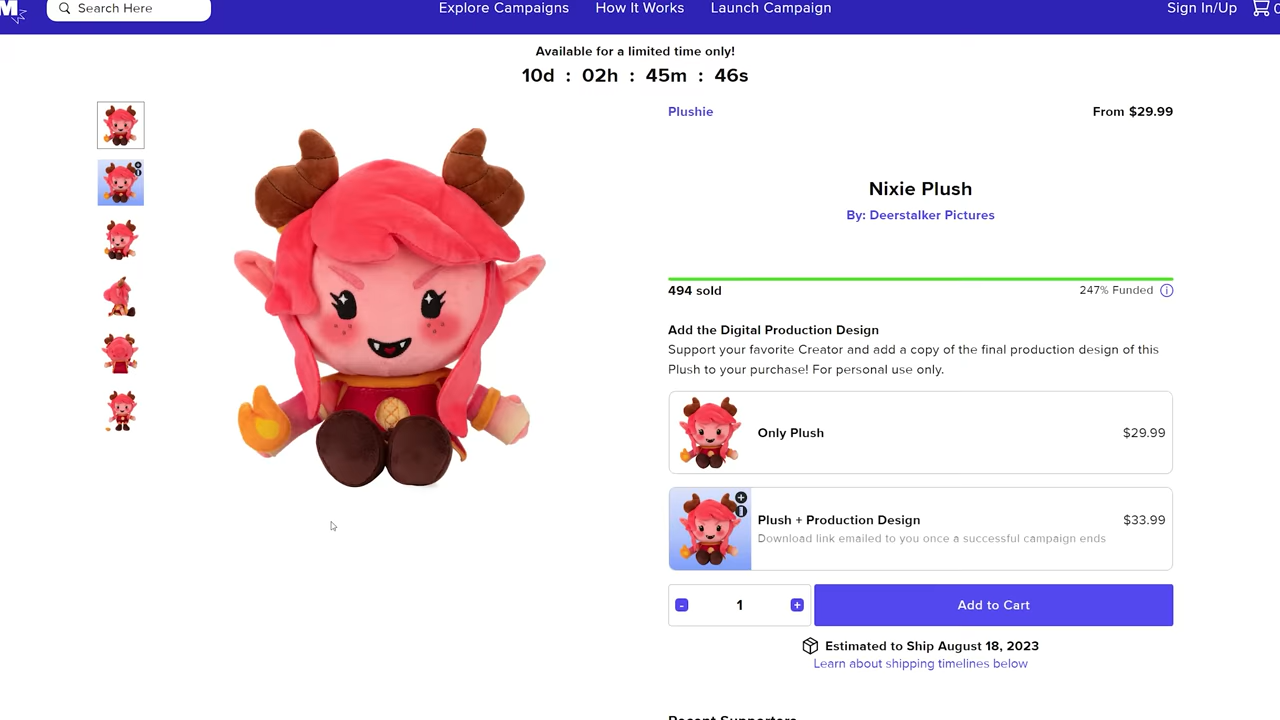 M
Search Here
Explore Campaigns
How It Works
Launch Campaign
Sign In/Up
Available for a limited time only!
10d : 02h : 45m : 46s
Plushie
From $29.99
Nixie Plush
By: Deerstalker Pictures
494 sold
247% Funded
Add the Digital Production Design
Support your favorite Creator and add a copy of the final production design of this
Plush to your purchase! For personal use only.
Only Plush
$29.99
Plush + Production Design
$33.99
Download link emailed to you once a successful campaign ends
- 1 +
Add to Cart
Estimated to Ship August 18, 2023
Learn about shipping timelines below
Recent Supporters